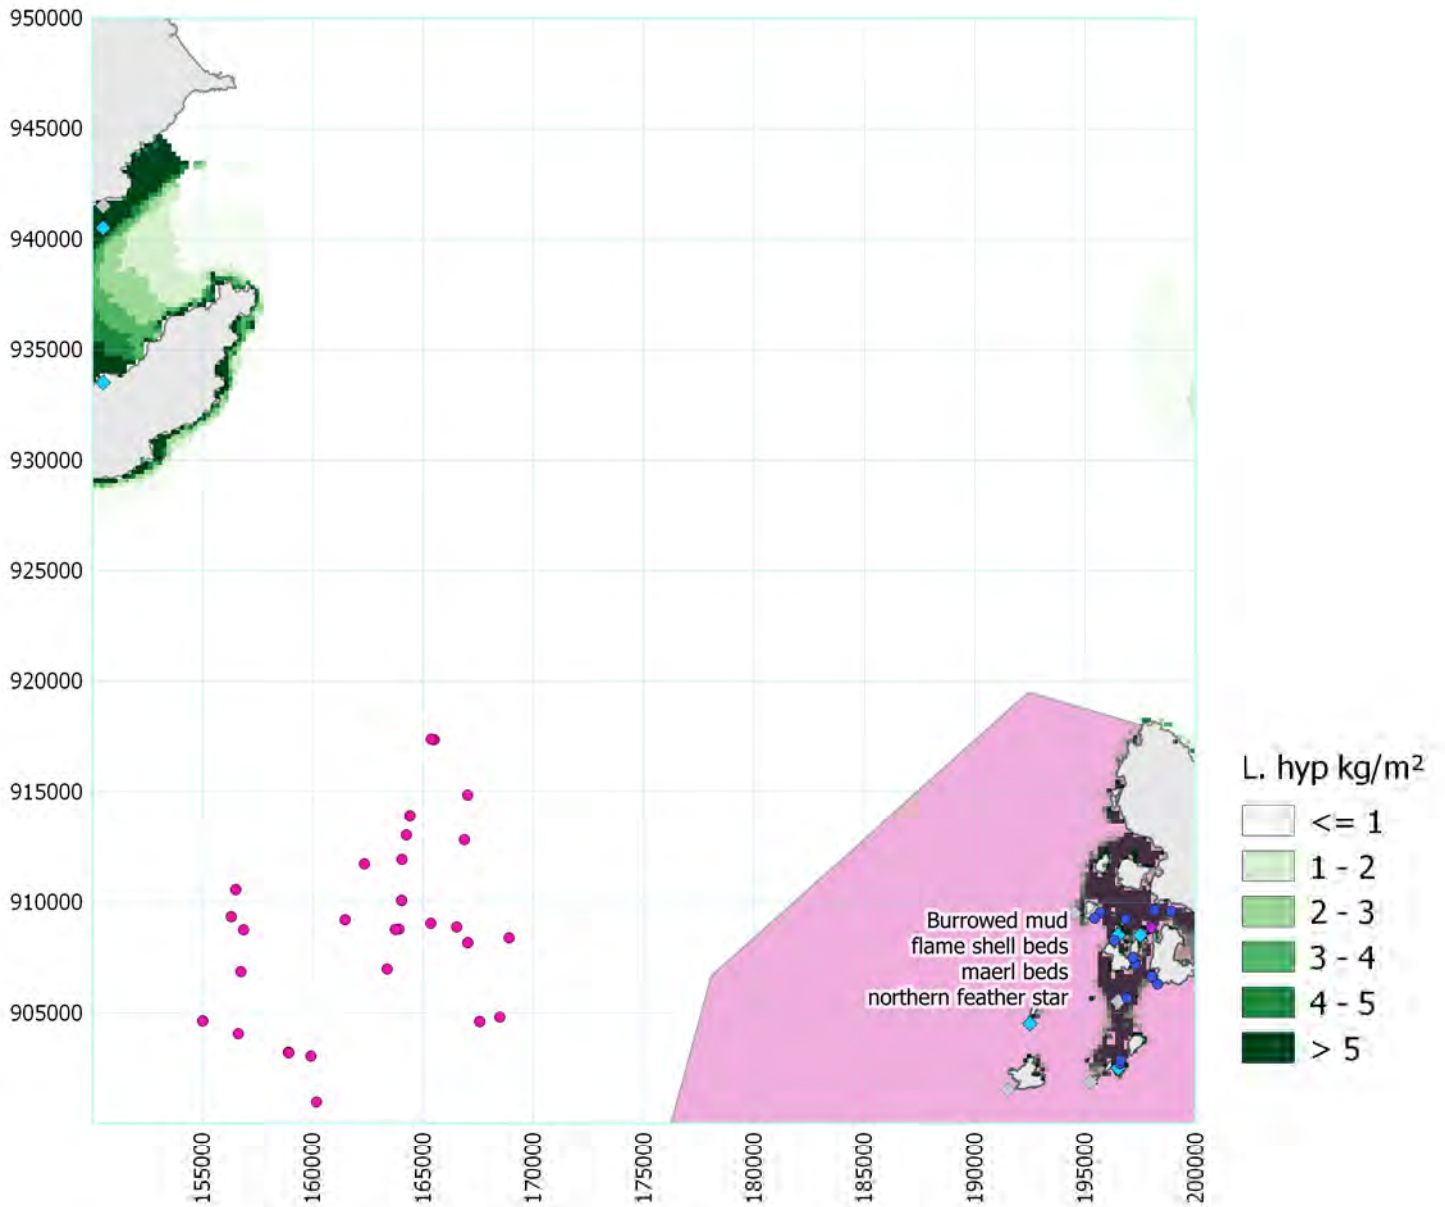 950000
945000
940000
935000
930000
925000
920000
915000
910000
905000
Burrowed mud
flame shell beds
maerl beds
northern feather star
155000
160000
165000
170000
175000
180000
185000
190000
195000
200000
L. hyp kg/m²
<= 1
1 - 2
2 - 3
3 - 4
4 - 5
> 5